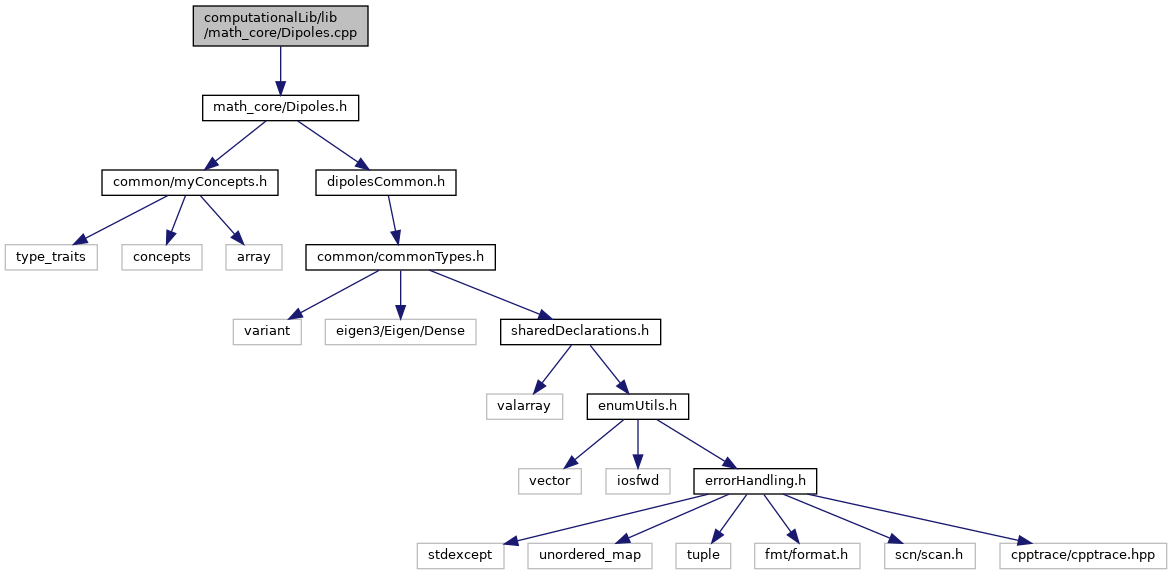 computationalLib/lib
/math_core/Dipoles.cpp
math_core/Dipoles.h
common/myConcepts.h
dipolesCommon.h
type_traits
concepts
array
common/commonTypes.h
variant
eigen3/Eigen/Dense
sharedDeclarations.h
valarray
enumUtils.h
vector
iosfwd
errorHandling.h
stdexcept
unordered_map
tuple
fmt/format.h
scn/scan.h
cpptrace/cpptrace.hpp